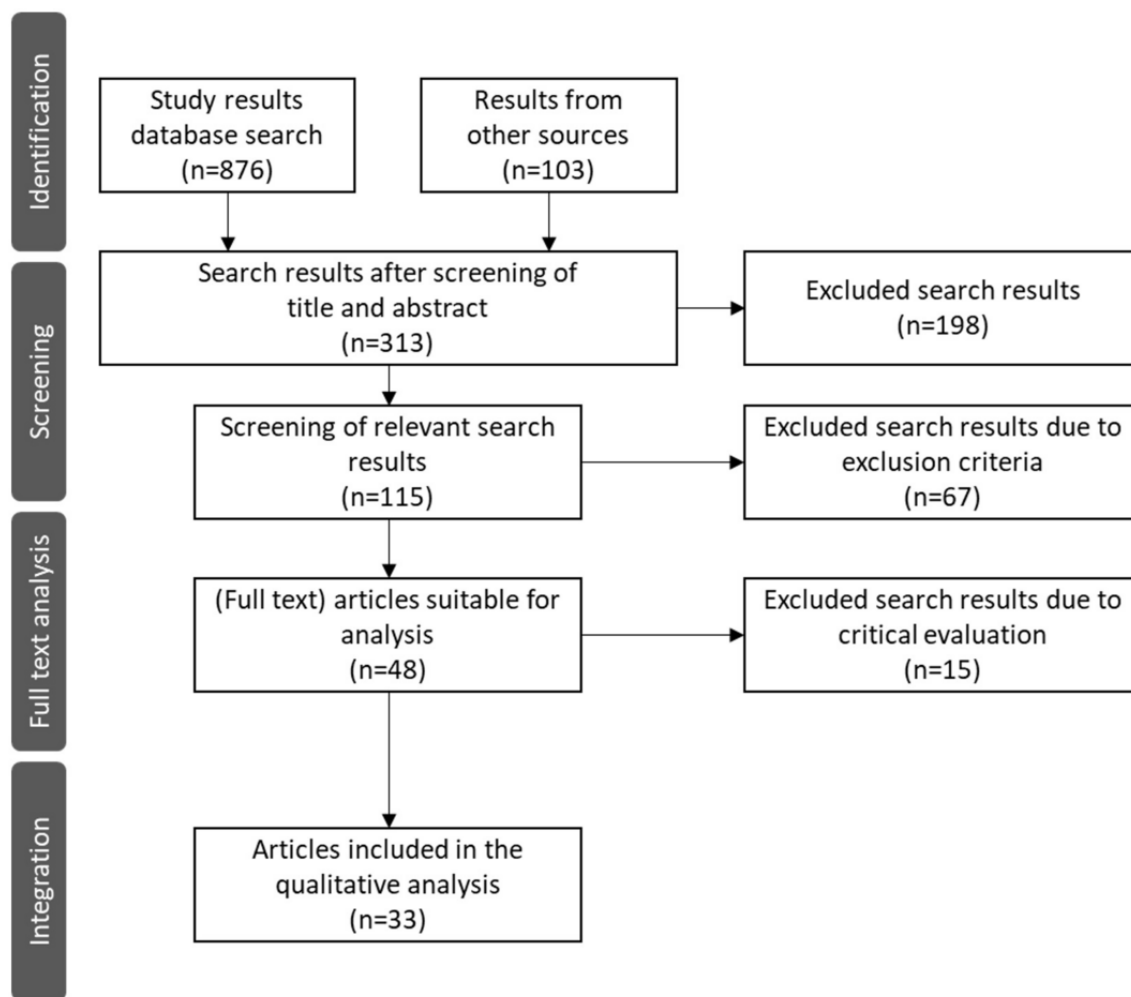 Identification
Study results
database search
(n=876)
Results from
other sources
(n=103)
Screening
Search results after screening of
title and abstract
(n=313)
Excluded search results
(n=198)
Screening of relevant search
results
(n=115)
Excluded search results due to
exclusion criteria
(n=67)
Full text analysis
(Full text) articles suitable for
analysis
(n=48)
Excluded search results due to
critical evaluation
(n=15)
Integration
Articles included in the
qualitative analysis
(n=33)